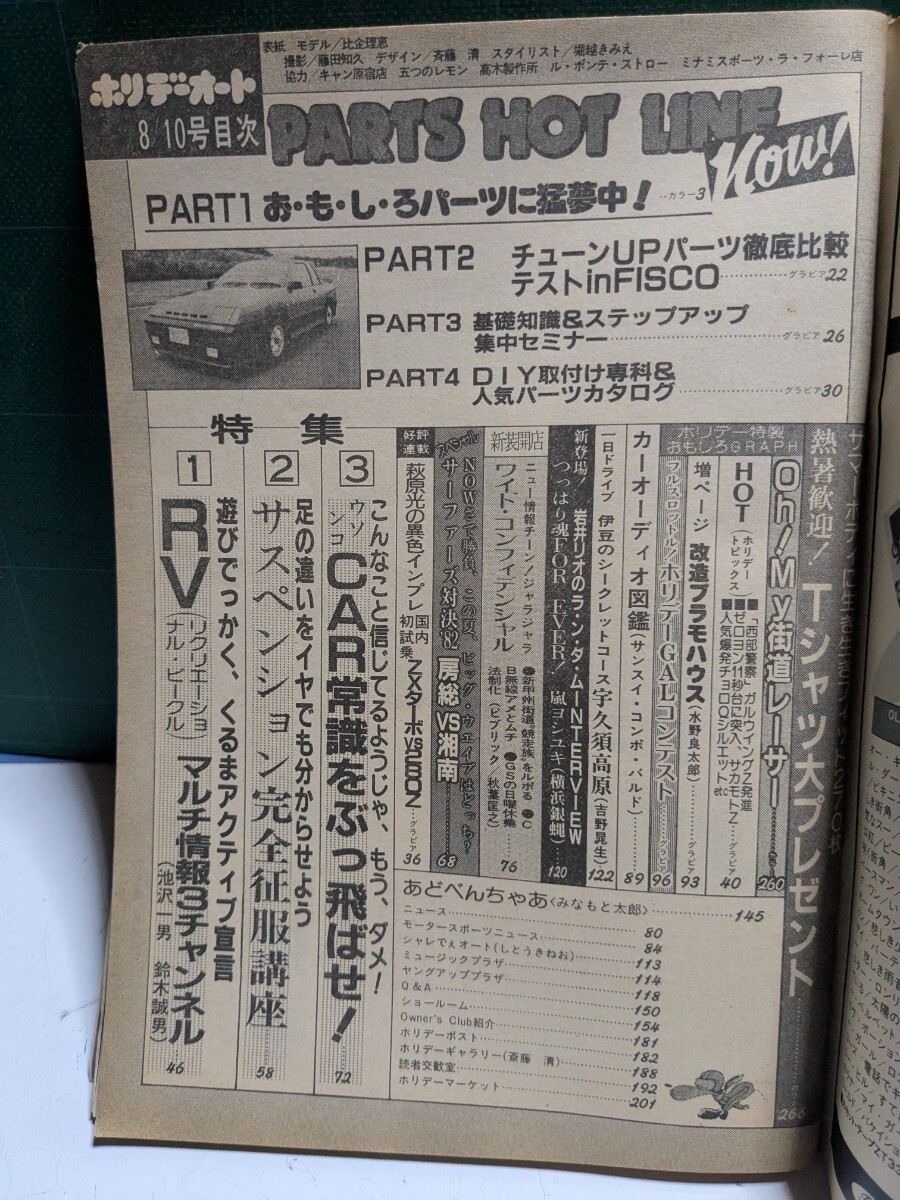 表紙 モデル/比企理恵
撮影/藤田知久 デザイン/斉藤 清 スタイリスト/堀越きみえ
協力/キャン原宿店 五つのレモン 高木製作所 ル・ポンテ・ストロー ミナミスポーツ・ラ・フォーレ店
ホリデーオート
8/10号目次
PARTS HOT LINE
Now!
PART1 お・も・し・ろパーツに猛夢中! ‥カラー3
PART2 チューンUPパーツ徹底比較
テストinFISCO グラビア22
PART3 基礎知識&ステップアップ
集中セミナー グラビア26
PART4 DIY取付け専科&
人気パーツカタログ グラビア30
熱暑歓迎! Tシャツ大プレゼント 266
ホリデー特製
おもしろGRAPH
Oh!My街道レーサー カラー260
HOT(ホリデートピックス)
■「西部警察」ガルウイングZ発進
■ゼロヨン11秒台に突入、サカモトZ
■人気爆発チョロQシルエット etc グラビア40
増ページ 改造プラモハウス(水野良太郎) 93
フル・スロットル!ホリデーGALコンテスト グラビア96
カーオーディオ図鑑(サンスイ・コンポ・バルド) 89
一日ドライブ 伊豆のシークレットコース宇久須高原(吉野晃生) 122
新登場! 岩井リオのラ・ン・ダ・ムーINTERVIEW
つっぱり魂FOR EVER! 嵐ヨシユキ(横浜銀蝿) 120
新装開店
ニュー情報チーン/ジャラジャラ
ワイド・コンフィデンシャル
●新甲州街道“競走族”をルポる ●C
B無線アメとムチ ●GSの日曜休業
法制化 (ビブリック 秋葉匡之) 76
スペシャル
NOWきて勝負、この夏、ビッグ・ウェイブはどっち?
サーファーズ対決'82 房総VS湘南 68
好評連載
萩原光の異色インプレ
国内初試乗 ZXターボvsnuBOZ グラビア36
特集
3
こんなこと信じてるようじゃ、もう、ダメ!
ウソンコCAR常識をぶっ飛ばせ! 72
2
足の違いをイヤでも分からせよう
サスペンション完全征服講座 58
1
遊びでっかく、くるまアクティブ宣言
RV(リクリエーショナル・ビークル)マルチ情報3チャンネル
(池沢一男 鈴木誠男) 46
あどべんちゃあ〈みなもと太郎〉 145
ニュース 80
モータースポーツニュース 84
シャレでぇオート(しとうきねお) 113
ミュージックプラザ 114
ヤングアッププラザ 118
Q&A 150
ショールーム 154
Owner's Club紹介 181
ホリデーポスト 182
ホリデーギャラリー(斎藤 清) 188
読者交歓室 192
ホリデーマーケット 201